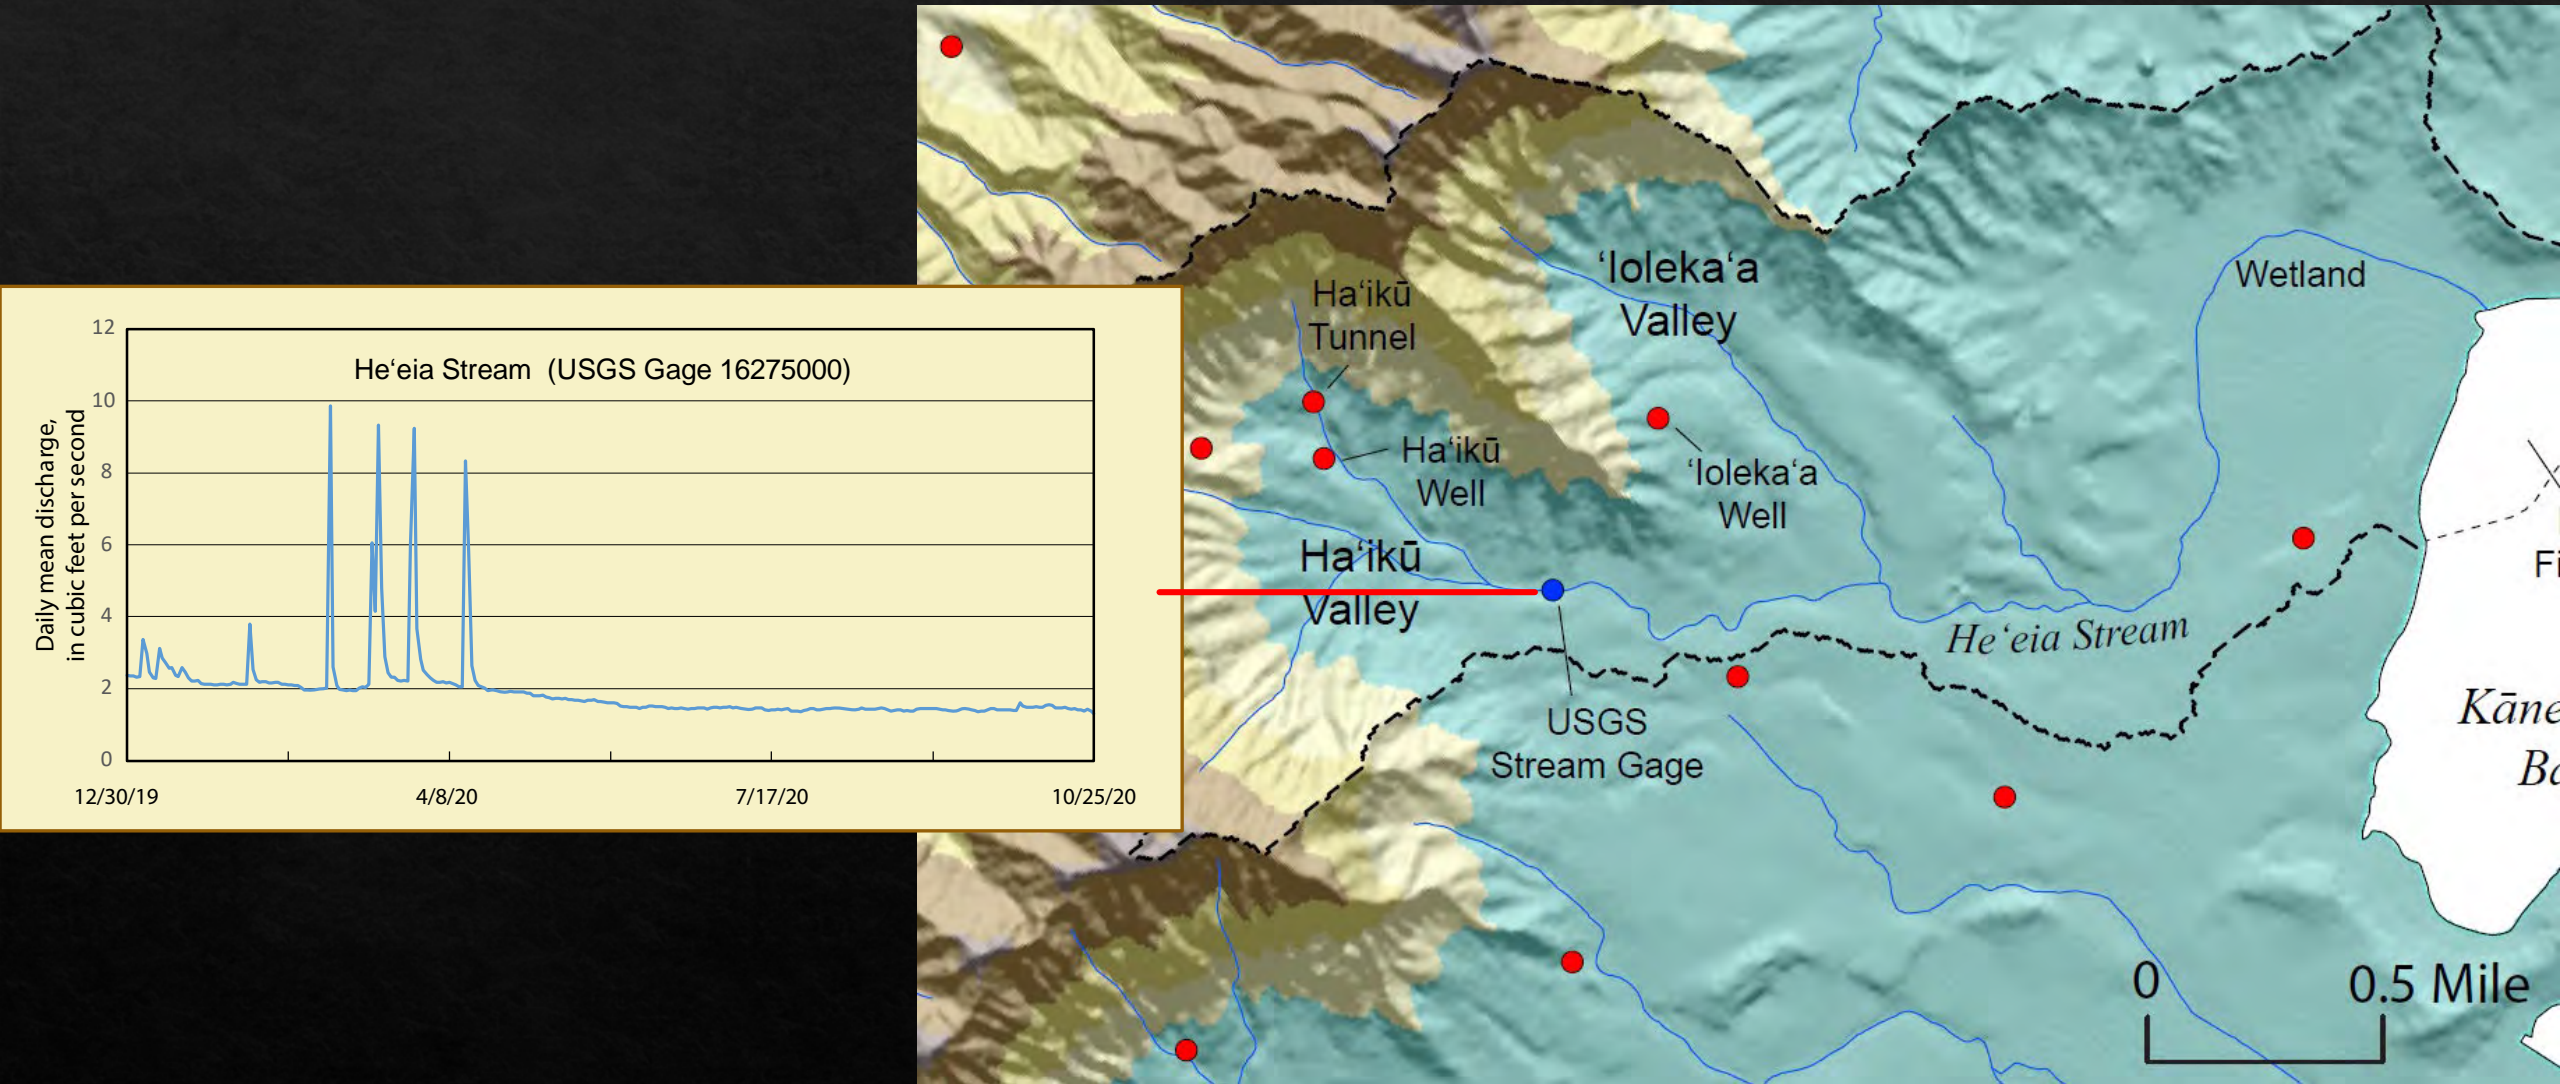 He‘eia Stream (USGS Gage 16275000)
Daily mean discharge,
in cubic feet per second
12
10
8
6
4
2
0
12/30/19
4/8/20
7/17/20
10/25/20
‘Ioleka‘a
Valley
Wetland
Ha‘ikū
Tunnel
Ha‘ikū
Well
‘Ioleka‘a
Well
Ha‘ikū
Valley
He‘eia Stream
USGS
Stream Gage
Fi
Kāne
Ba
0
0.5 Mile